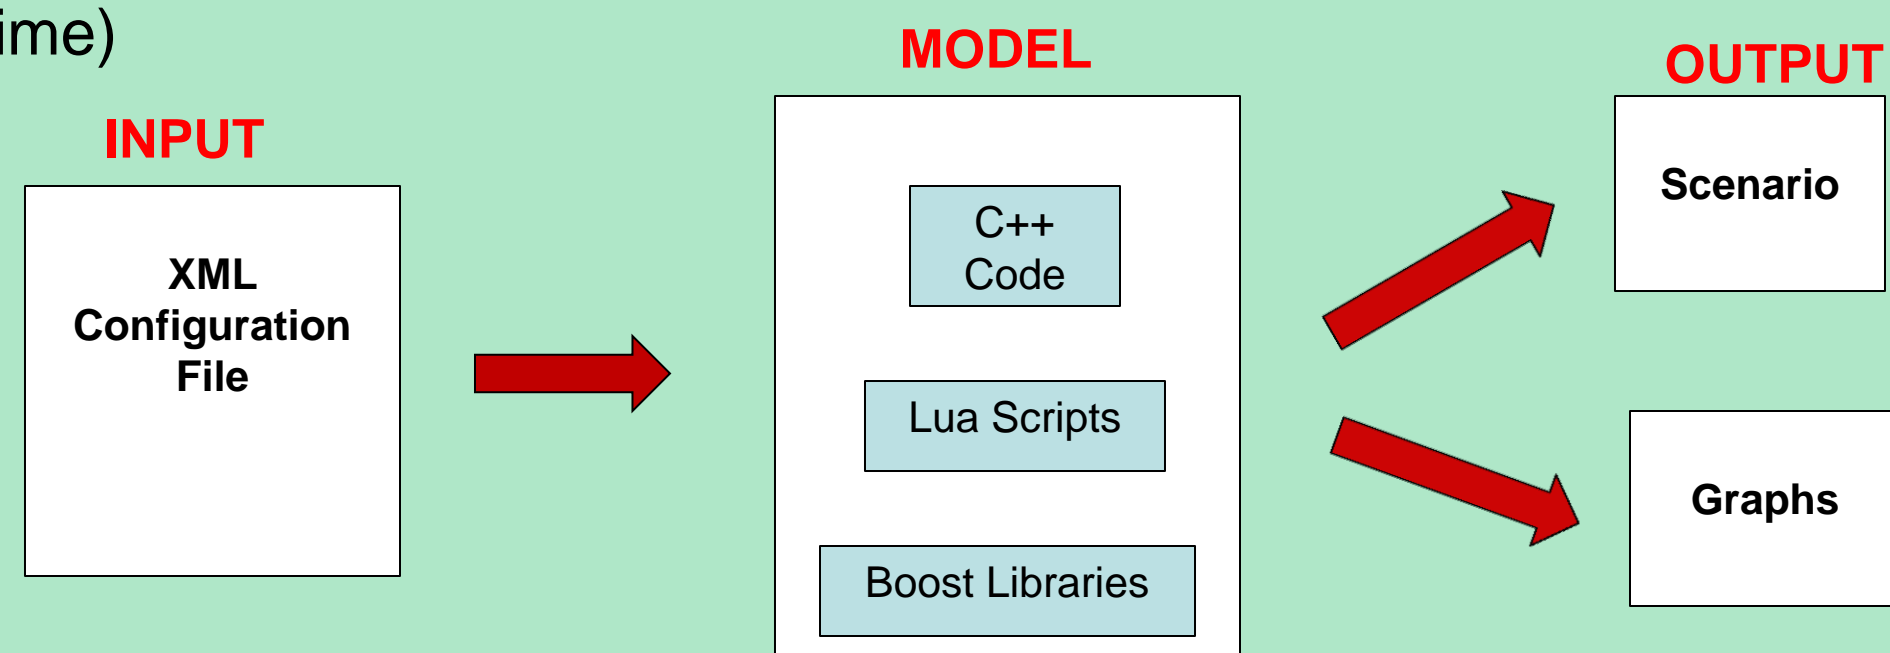 ime)
MODEL
OUTPUT
INPUT
XML
Configuration
File
C++
Code
Lua Scripts
Boost Libraries
Scenario
Graphs